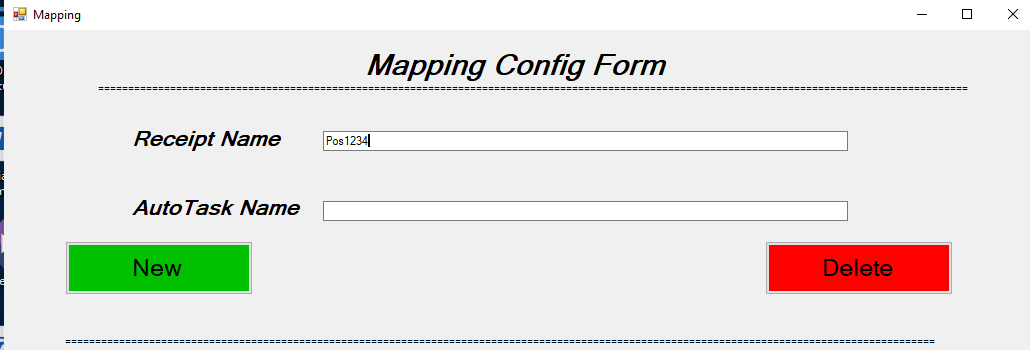 Mapping
Mapping Config Form
Receipt Name
Pos1234
AutoTask Name
New
Delete